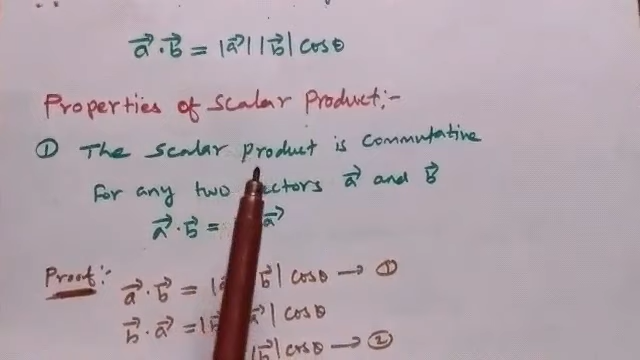 a⃗ . b⃗ = |a⃗| |b⃗| cosθ
Properties of Scalar Product:-
① The scalar product is commutative
For any two vectors a⃗ and b⃗
a⃗ . b⃗ = a⃗
Proof:- a⃗ . b⃗ = |a⃗| |b⃗| cosθ → ①
b⃗ . a⃗ = |b⃗| |a⃗| cosθ
|b⃗| cosθ → ②